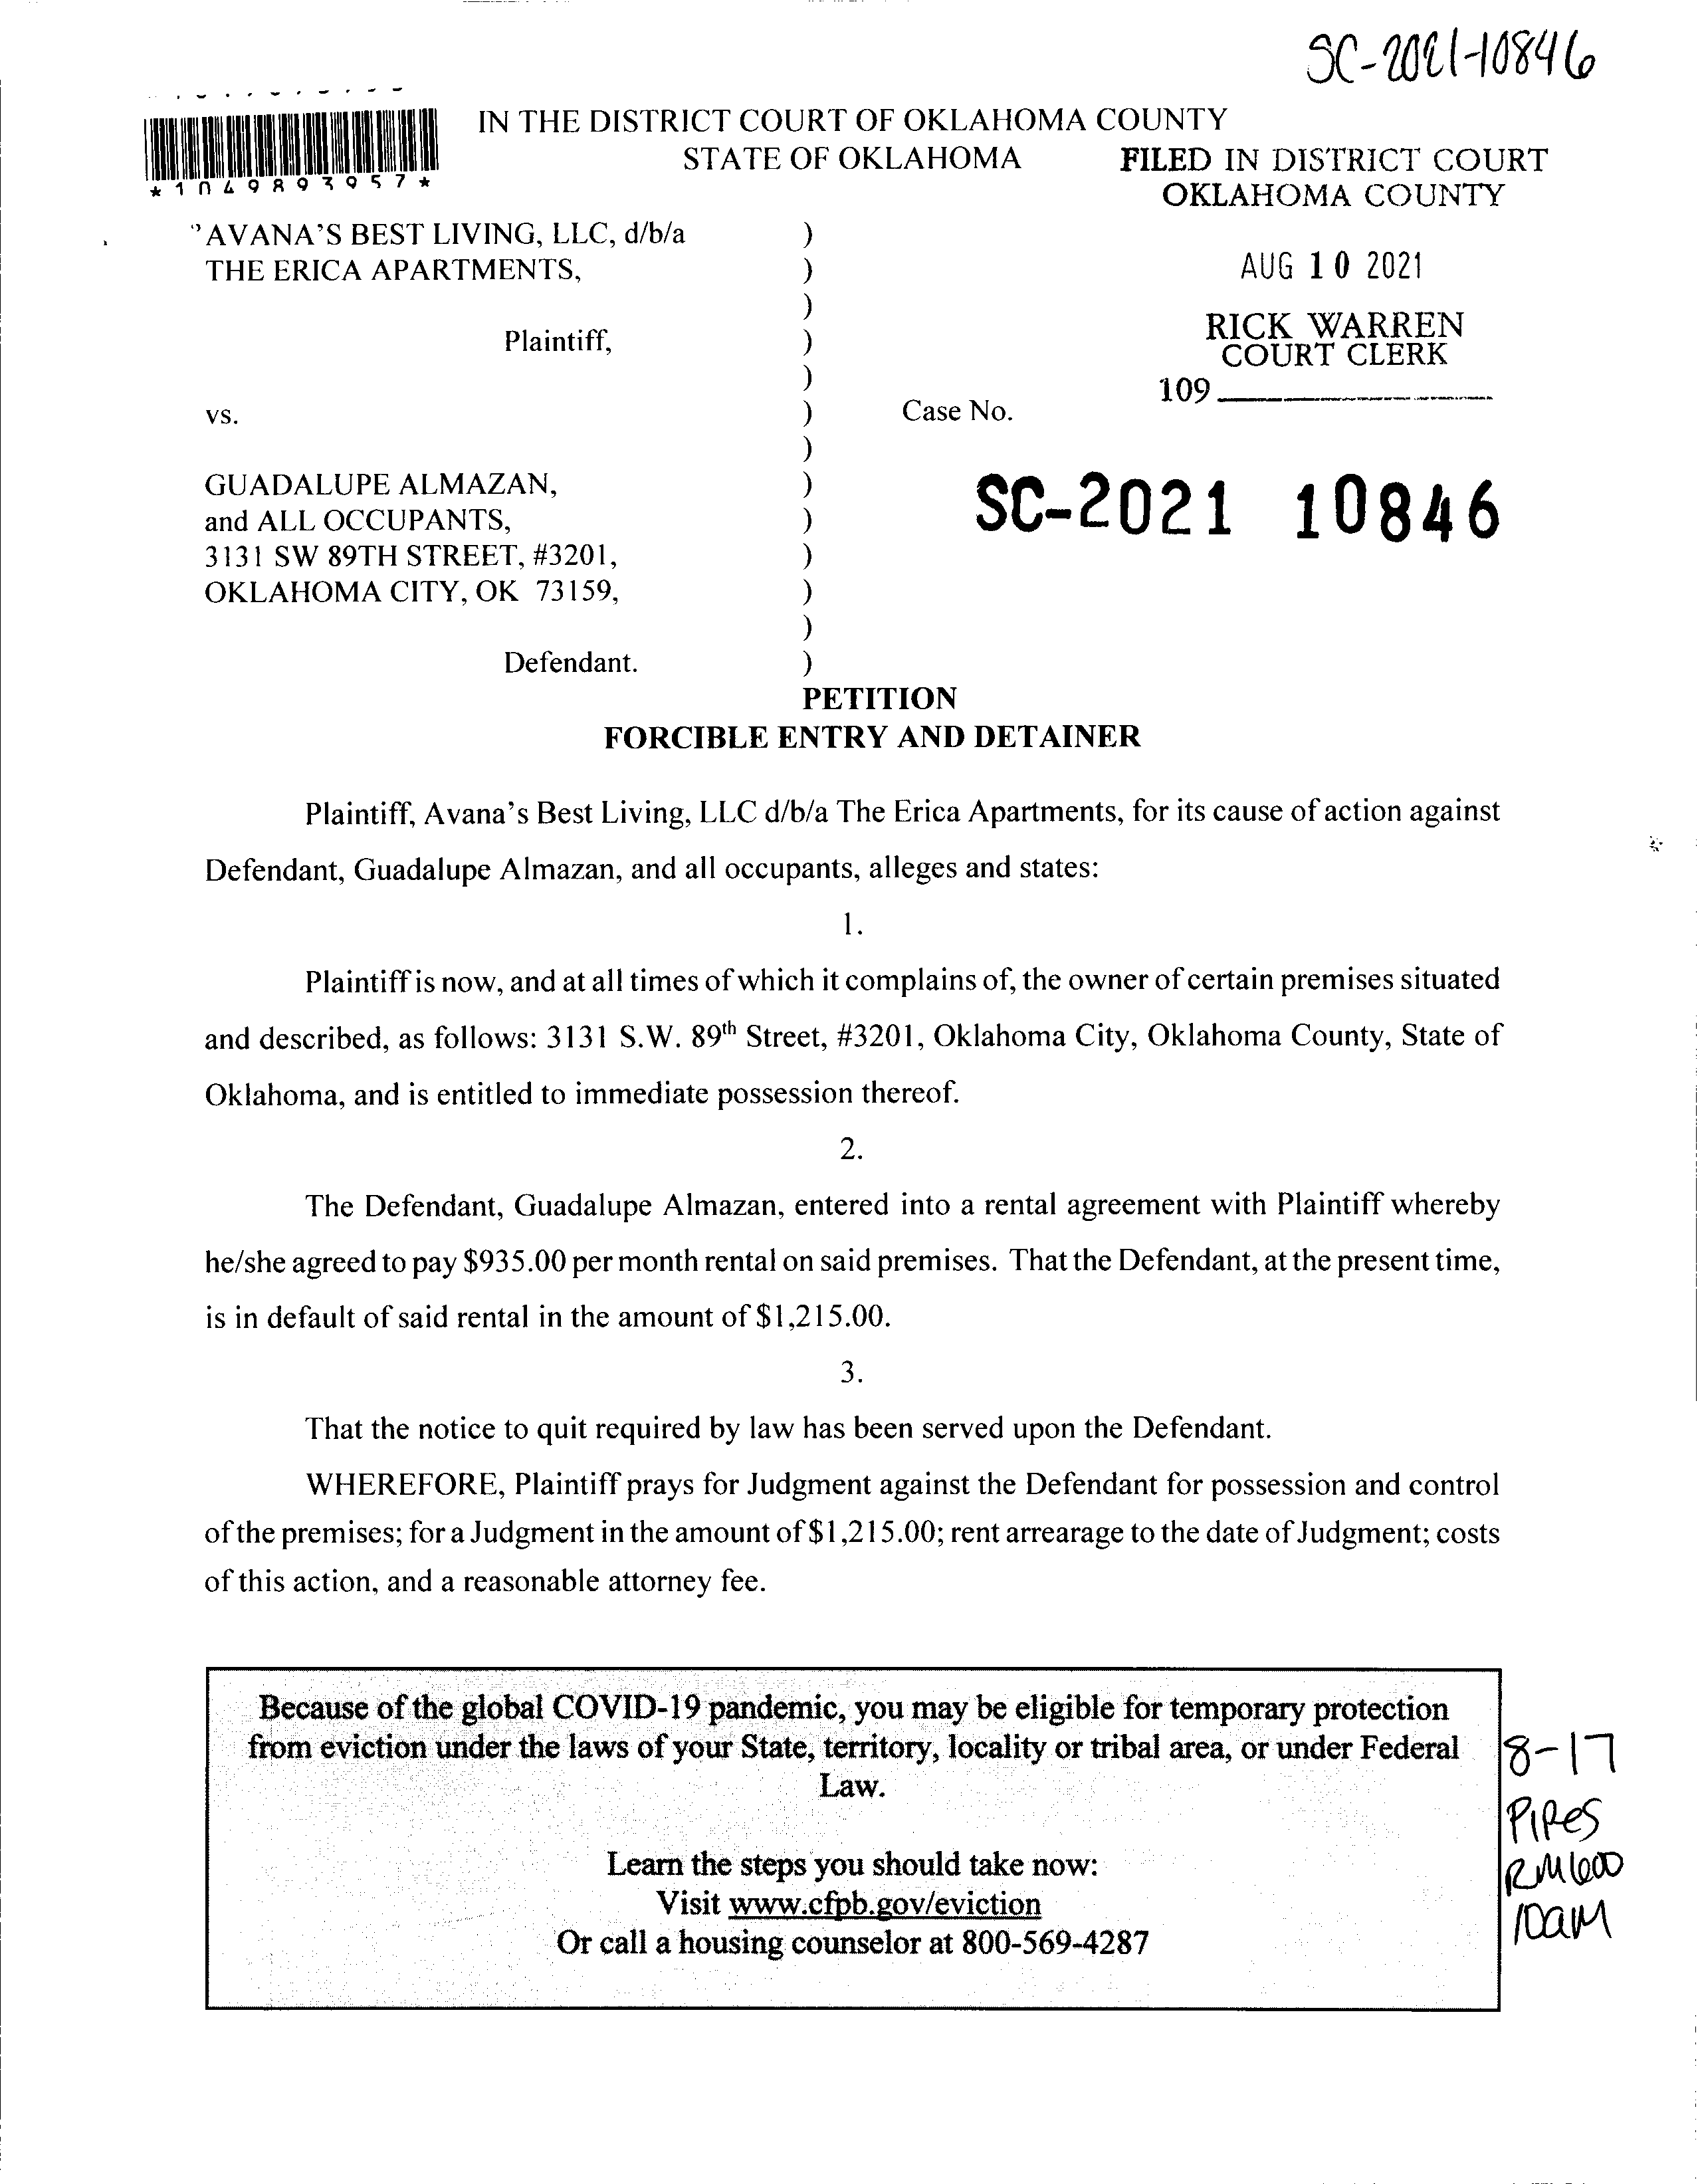 SC-2021-10846
IN THE DISTRICT COURT OF OKLAHOMA COUNTY
STATE OF OKLAHOMA
FILED IN DISTRICT COURT
OKLAHOMA COUNTY
*1049893957*
AVANA'S BEST LIVING, LLC, d/b/a )
THE ERICA APARTMENTS, )
AUG 10 2021
)
Plaintiff, )
RICK WARREN
COURT CLERK
)
109
vs. ) Case No.
)
GUADALUPE ALMAZAN, )
and ALL OCCUPANTS, )
SC-2021 10846
3131 SW 89TH STREET, #3201, )
OKLAHOMA CITY, OK 73159, )
)
Defendant. )
PETITION
FORCIBLE ENTRY AND DETAINER
Plaintiff, Avana's Best Living, LLC d/b/a The Erica Apartments, for its cause of action against
Defendant, Guadalupe Almazan, and all occupants, alleges and states:
1.
Plaintiff is now, and at all times of which it complains of, the owner of certain premises situated
and described, as follows: 3131 S.W. 89th Street, #3201, Oklahoma City, Oklahoma County, State of
Oklahoma, and is entitled to immediate possession thereof.
2.
The Defendant, Guadalupe Almazan, entered into a rental agreement with Plaintiff whereby
he/she agreed to pay $935.00 per month rental on said premises. That the Defendant, at the present time,
is in default of said rental in the amount of $1,215.00.
3.
That the notice to quit required by law has been served upon the Defendant.
WHEREFORE, Plaintiff prays for Judgment against the Defendant for possession and control
of the premises; for a Judgment in the amount of $1,215.00; rent arrearage to the date of Judgment; costs
of this action, and a reasonable attorney fee.
Because of the global COVID-19 pandemic, you may be eligible for temporary protection
from eviction under the laws of your State, territory, locality or tribal area, or under Federal
Law.
Learn the steps you should take now:
Visit www.cfpb.gov/eviction
Or call a housing counselor at 800-569-4287
8-17
PIPES
RM600
10am